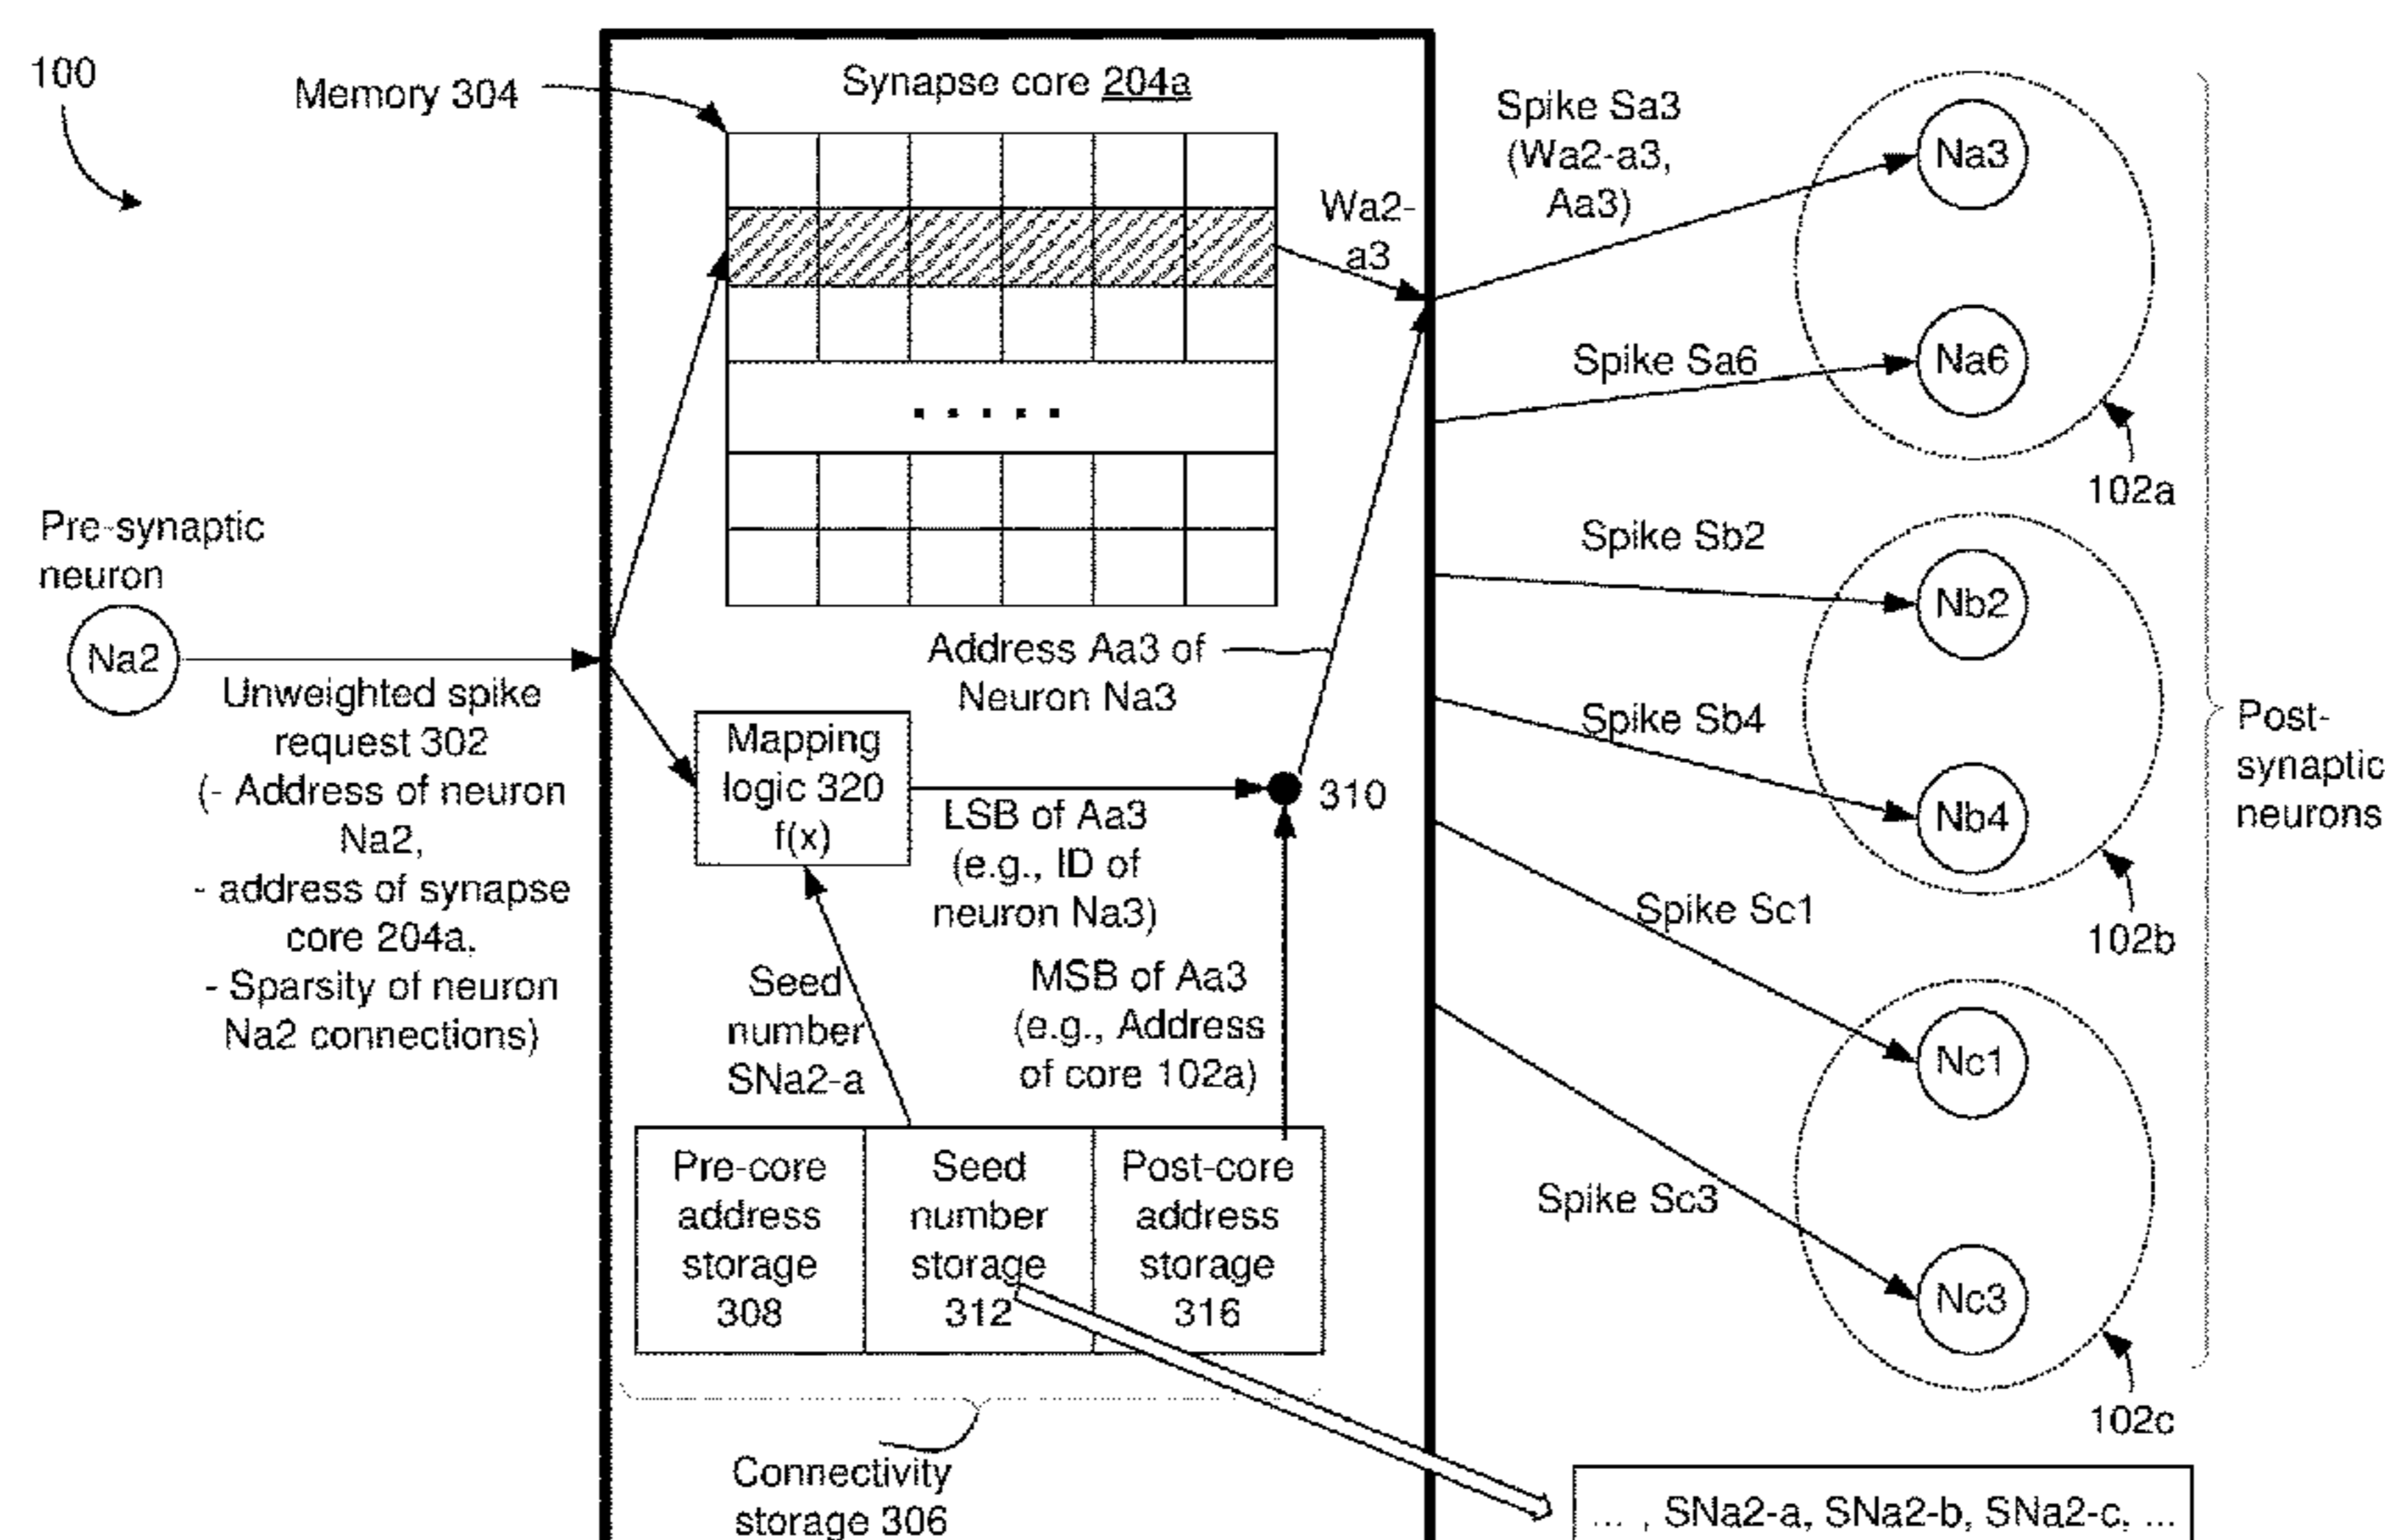 100
Memory 304
Synapse core 204a
Wa2-
a3
Spike Sa3
(Wa2-a3,
Aa3)
Na3
Spike Sa6
Na6
102a
Pre-synaptic
neuron
Na2
Unweighted spike
request 302
(- Address of neuron
Na2,
- address of synapse
core 204a,
- Sparsity of neuron
Na2 connections)
. . . . .
Address Aa3 of
Neuron Na3
Mapping
logic 320
f(x)
310
LSB of Aa3
(e.g., ID of
neuron Na3)
Seed
number
SNa2-a
MSB of Aa3
(e.g., Address
of core 102a)
Pre-core
address
storage
308
Seed
number
storage
312
Post-core
address
storage
316
Connectivity
storage 306
Spike Sb2
Nb2
Spike Sb4
Nb4
102b
Post-
synaptic
neurons
Spike Sc1
Nc1
Spike Sc3
Nc3
102c
... , SNa2-a, SNa2-b, SNa2-c, ...